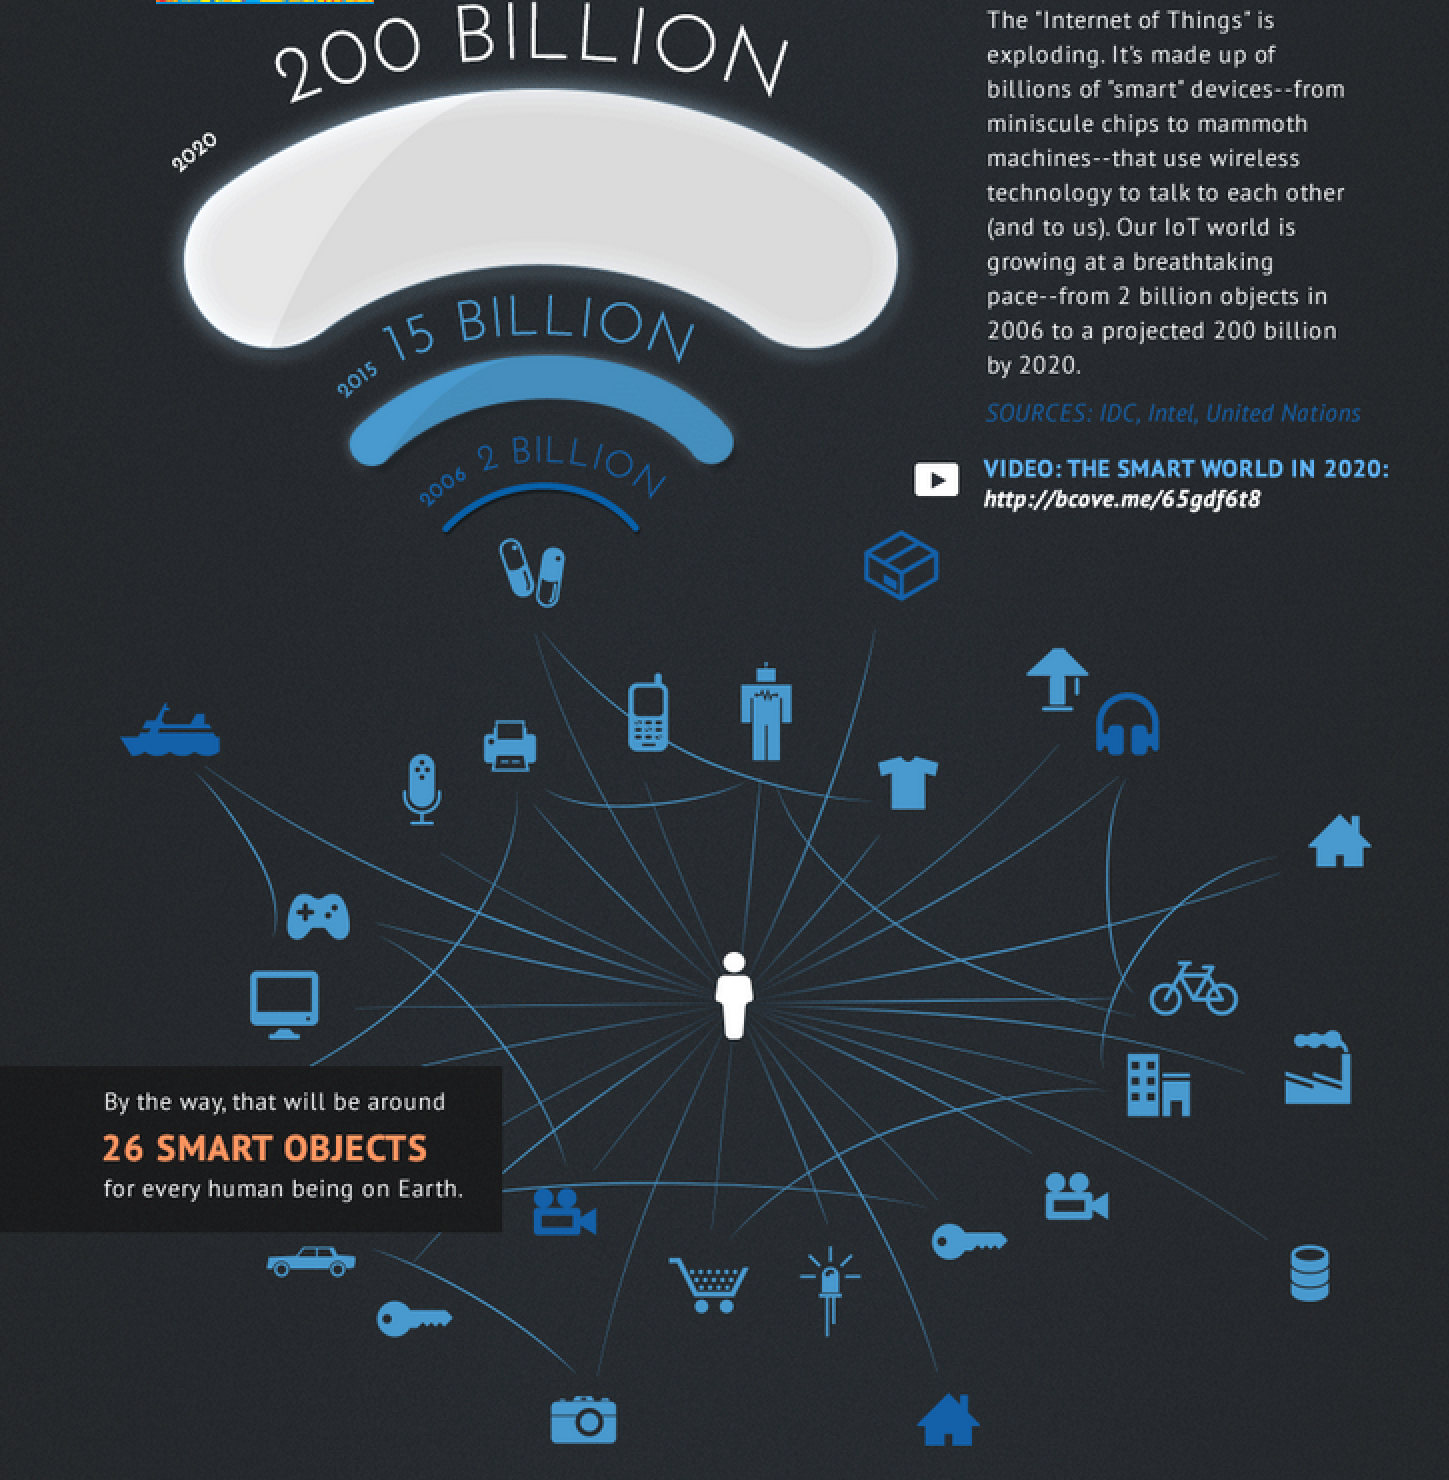 200 BILLION
2020
15 BILLION
2015
2 BILLION
2006
The "Internet of Things" is
exploding. It's made up of
billions of "smart" devices--from
miniscule chips to mammoth
machines--that use wireless
technology to talk to each other
(and to us). Our IoT world is
growing at a breathtaking
pace--from 2 billion objects in
2006 to a projected 200 billion
by 2020.
SOURCES: IDC, Intel, United Nations
VIDEO: THE SMART WORLD IN 2020:
http://bcove.me/65gdf6t8
By the way, that will be around
26 SMART OBJECTS
for every human being on Earth.